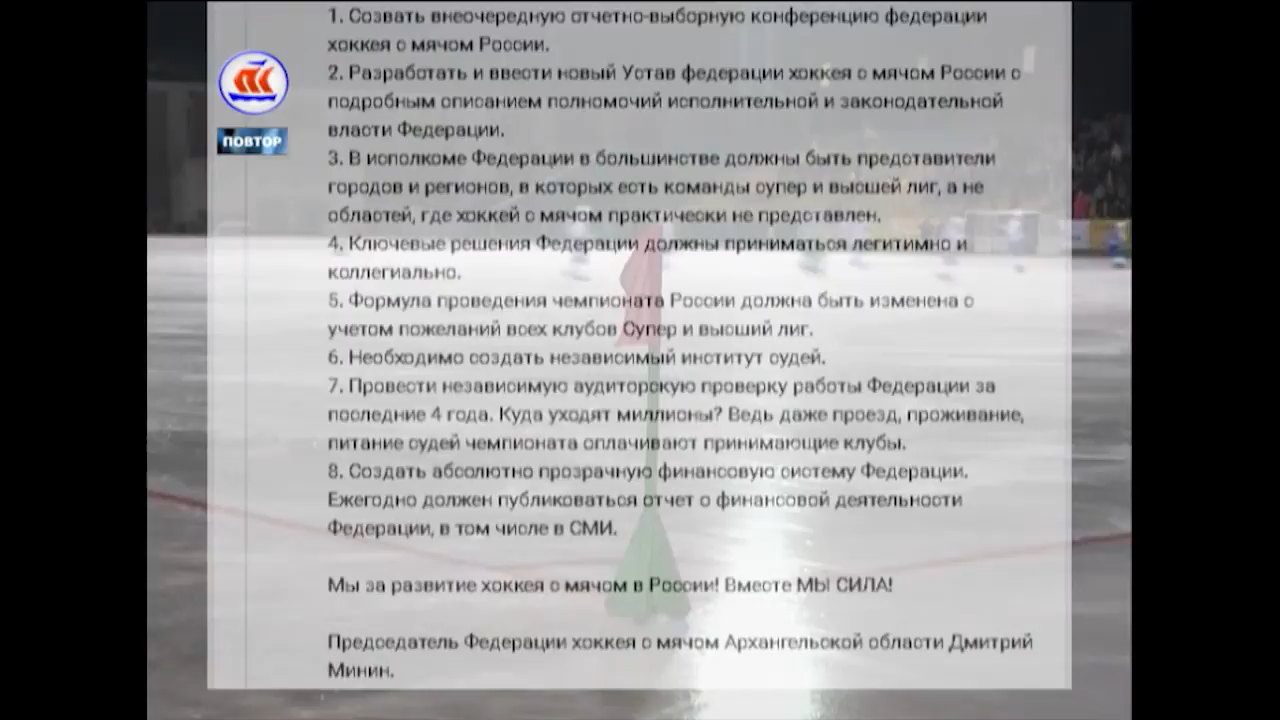 1. Созвать внеочередную отчетно-выборную конференцию федерации
хоккея с мячом России.
2. Разработать и ввести новый Устав федерации хоккея с мячом России с
подробным описанием полномочий исполнительной и законодательной
власти Федерации.
3. В исполкоме Федерации в большинстве должны быть представители
городов и регионов, в которых есть команды супер и высшей лиг, а не
областей, где хоккей с мячом практически не представлен.
4. Ключевые решения Федерации должны приниматься легитимно и
коллегиально.
5. Формула проведения чемпионата России должна быть изменена с
учетом пожеланий всех клубов Супер и высший лиг.
6. Необходимо создать независимый институт судей.
7. Провести независимую аудиторскую проверку работы Федерации за
последние 4 года. Куда уходят миллионы? Ведь даже проезд, проживание,
питание судей чемпионата оплачивают принимающие клубы.
8. Создать абсолютно прозрачную финансовую систему Федерации.
Ежегодно должен публиковаться отчет о финансовой деятельности
Федерации, в том числе в СМИ.
Мы за развитие хоккея с мячом в России! Вместе МЫ СИЛА!
Председатель Федерации хоккея с мячом Архангельской области Дмитрий
Минин.
ПОВТОР